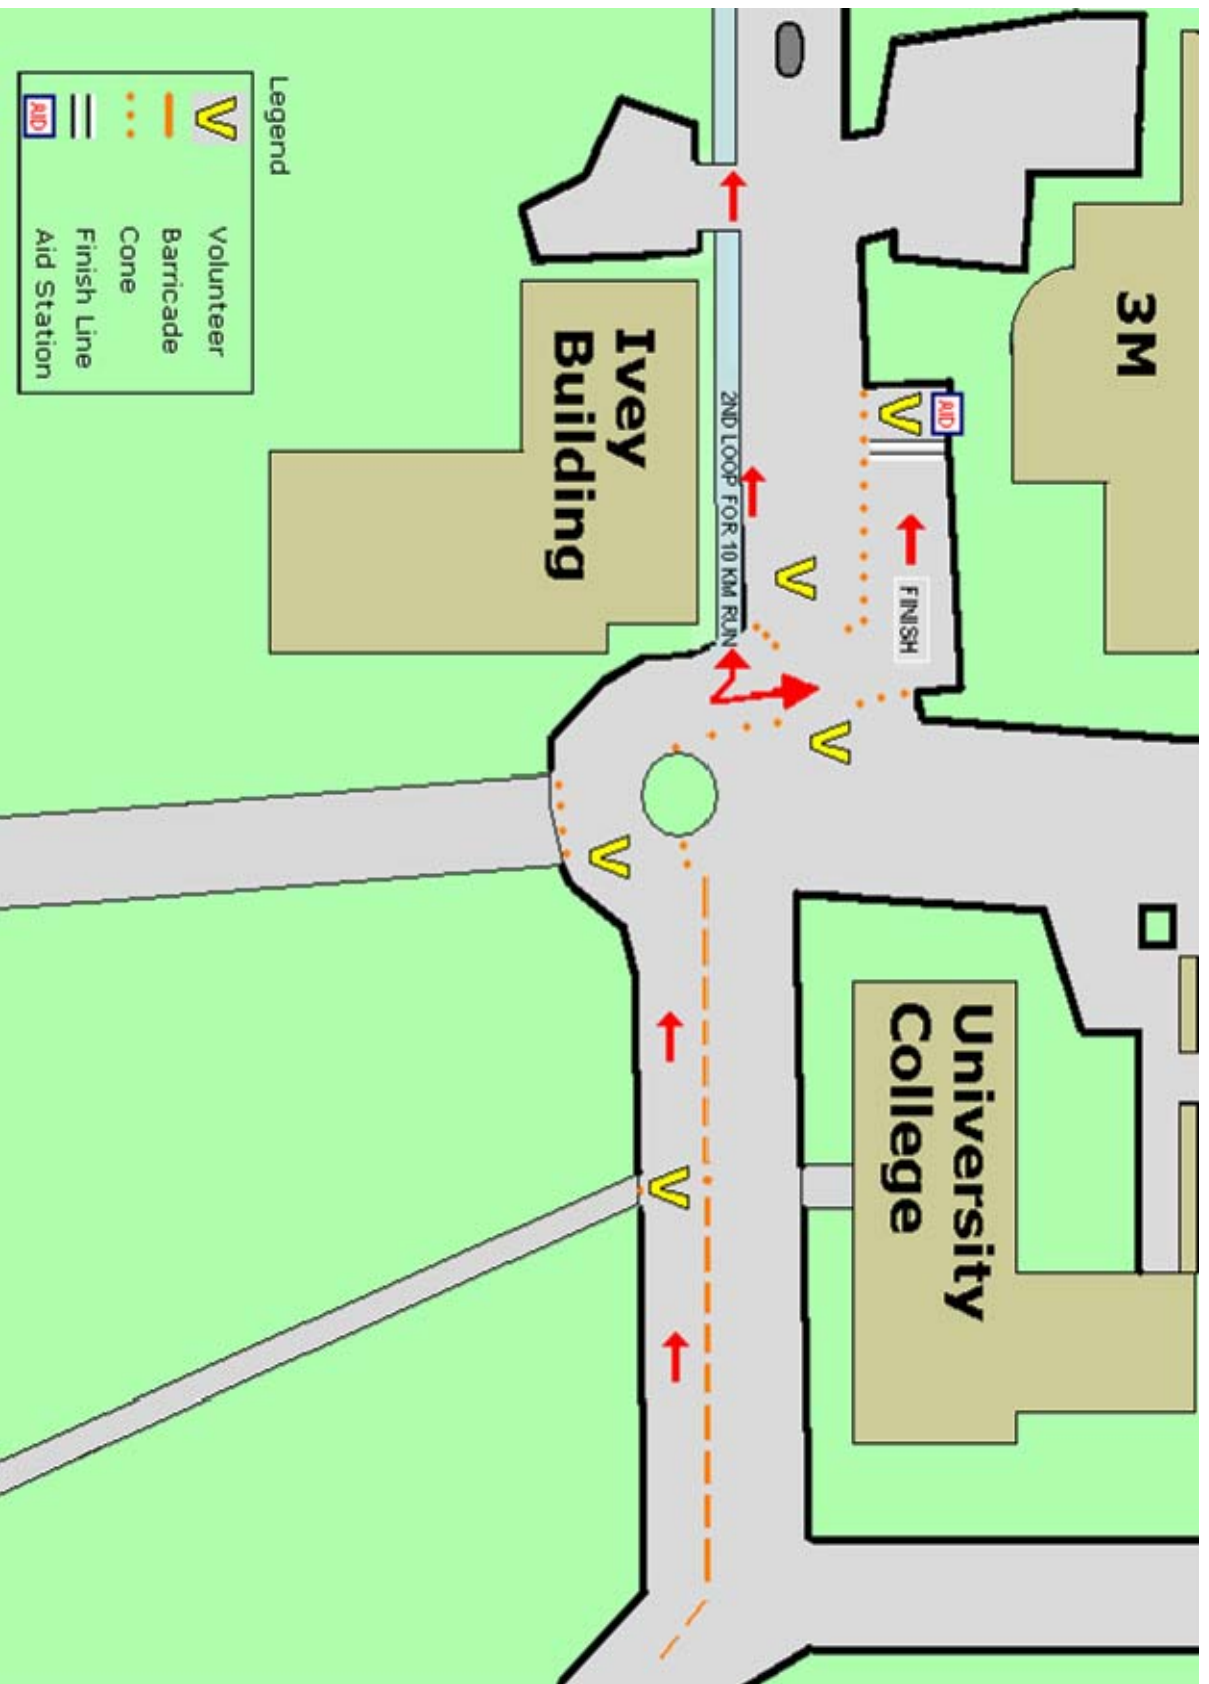 3M
Ivey
Building
AID
FINISH
2ND LOOP FOR 10 KM RUN
University
College
Legend
Volunteer
Barricade
Cone
Finish Line
AID
Aid Station